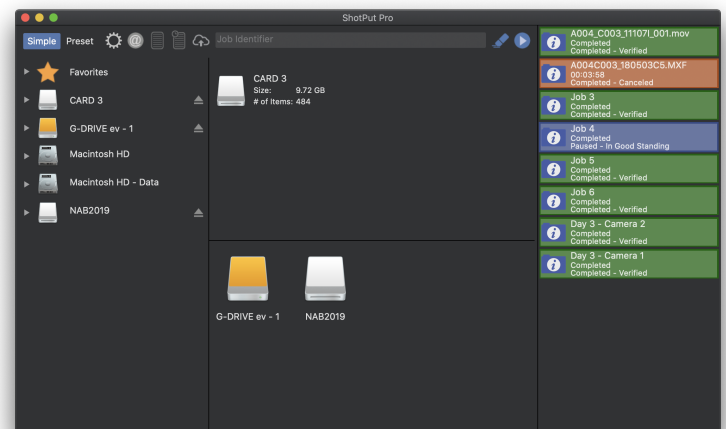 ShotPut Pro
Simple Preset @ Job Identifier
Favorites
CARD 3
G-DRIVE ev - 1
Macintosh HD
Macintosh HD - Data
NAB2019
CARD 3
Size: 9.72 GB
# of Items: 484
G-DRIVE ev - 1 NAB2019
A004_C003_11107I_001.mov
Completed
Completed - Verified
A004C003_180503C5.MXF
00:03:58
Completed - Canceled
Job 3
Completed
Completed - Verified
Job 4
Completed
Paused - In Good Standing
Job 5
Completed
Completed - Verified
Job 6
Completed
Completed - Verified
Day 3 - Camera 2
Completed
Completed - Verified
Day 3 - Camera 1
Completed
Completed - Verified